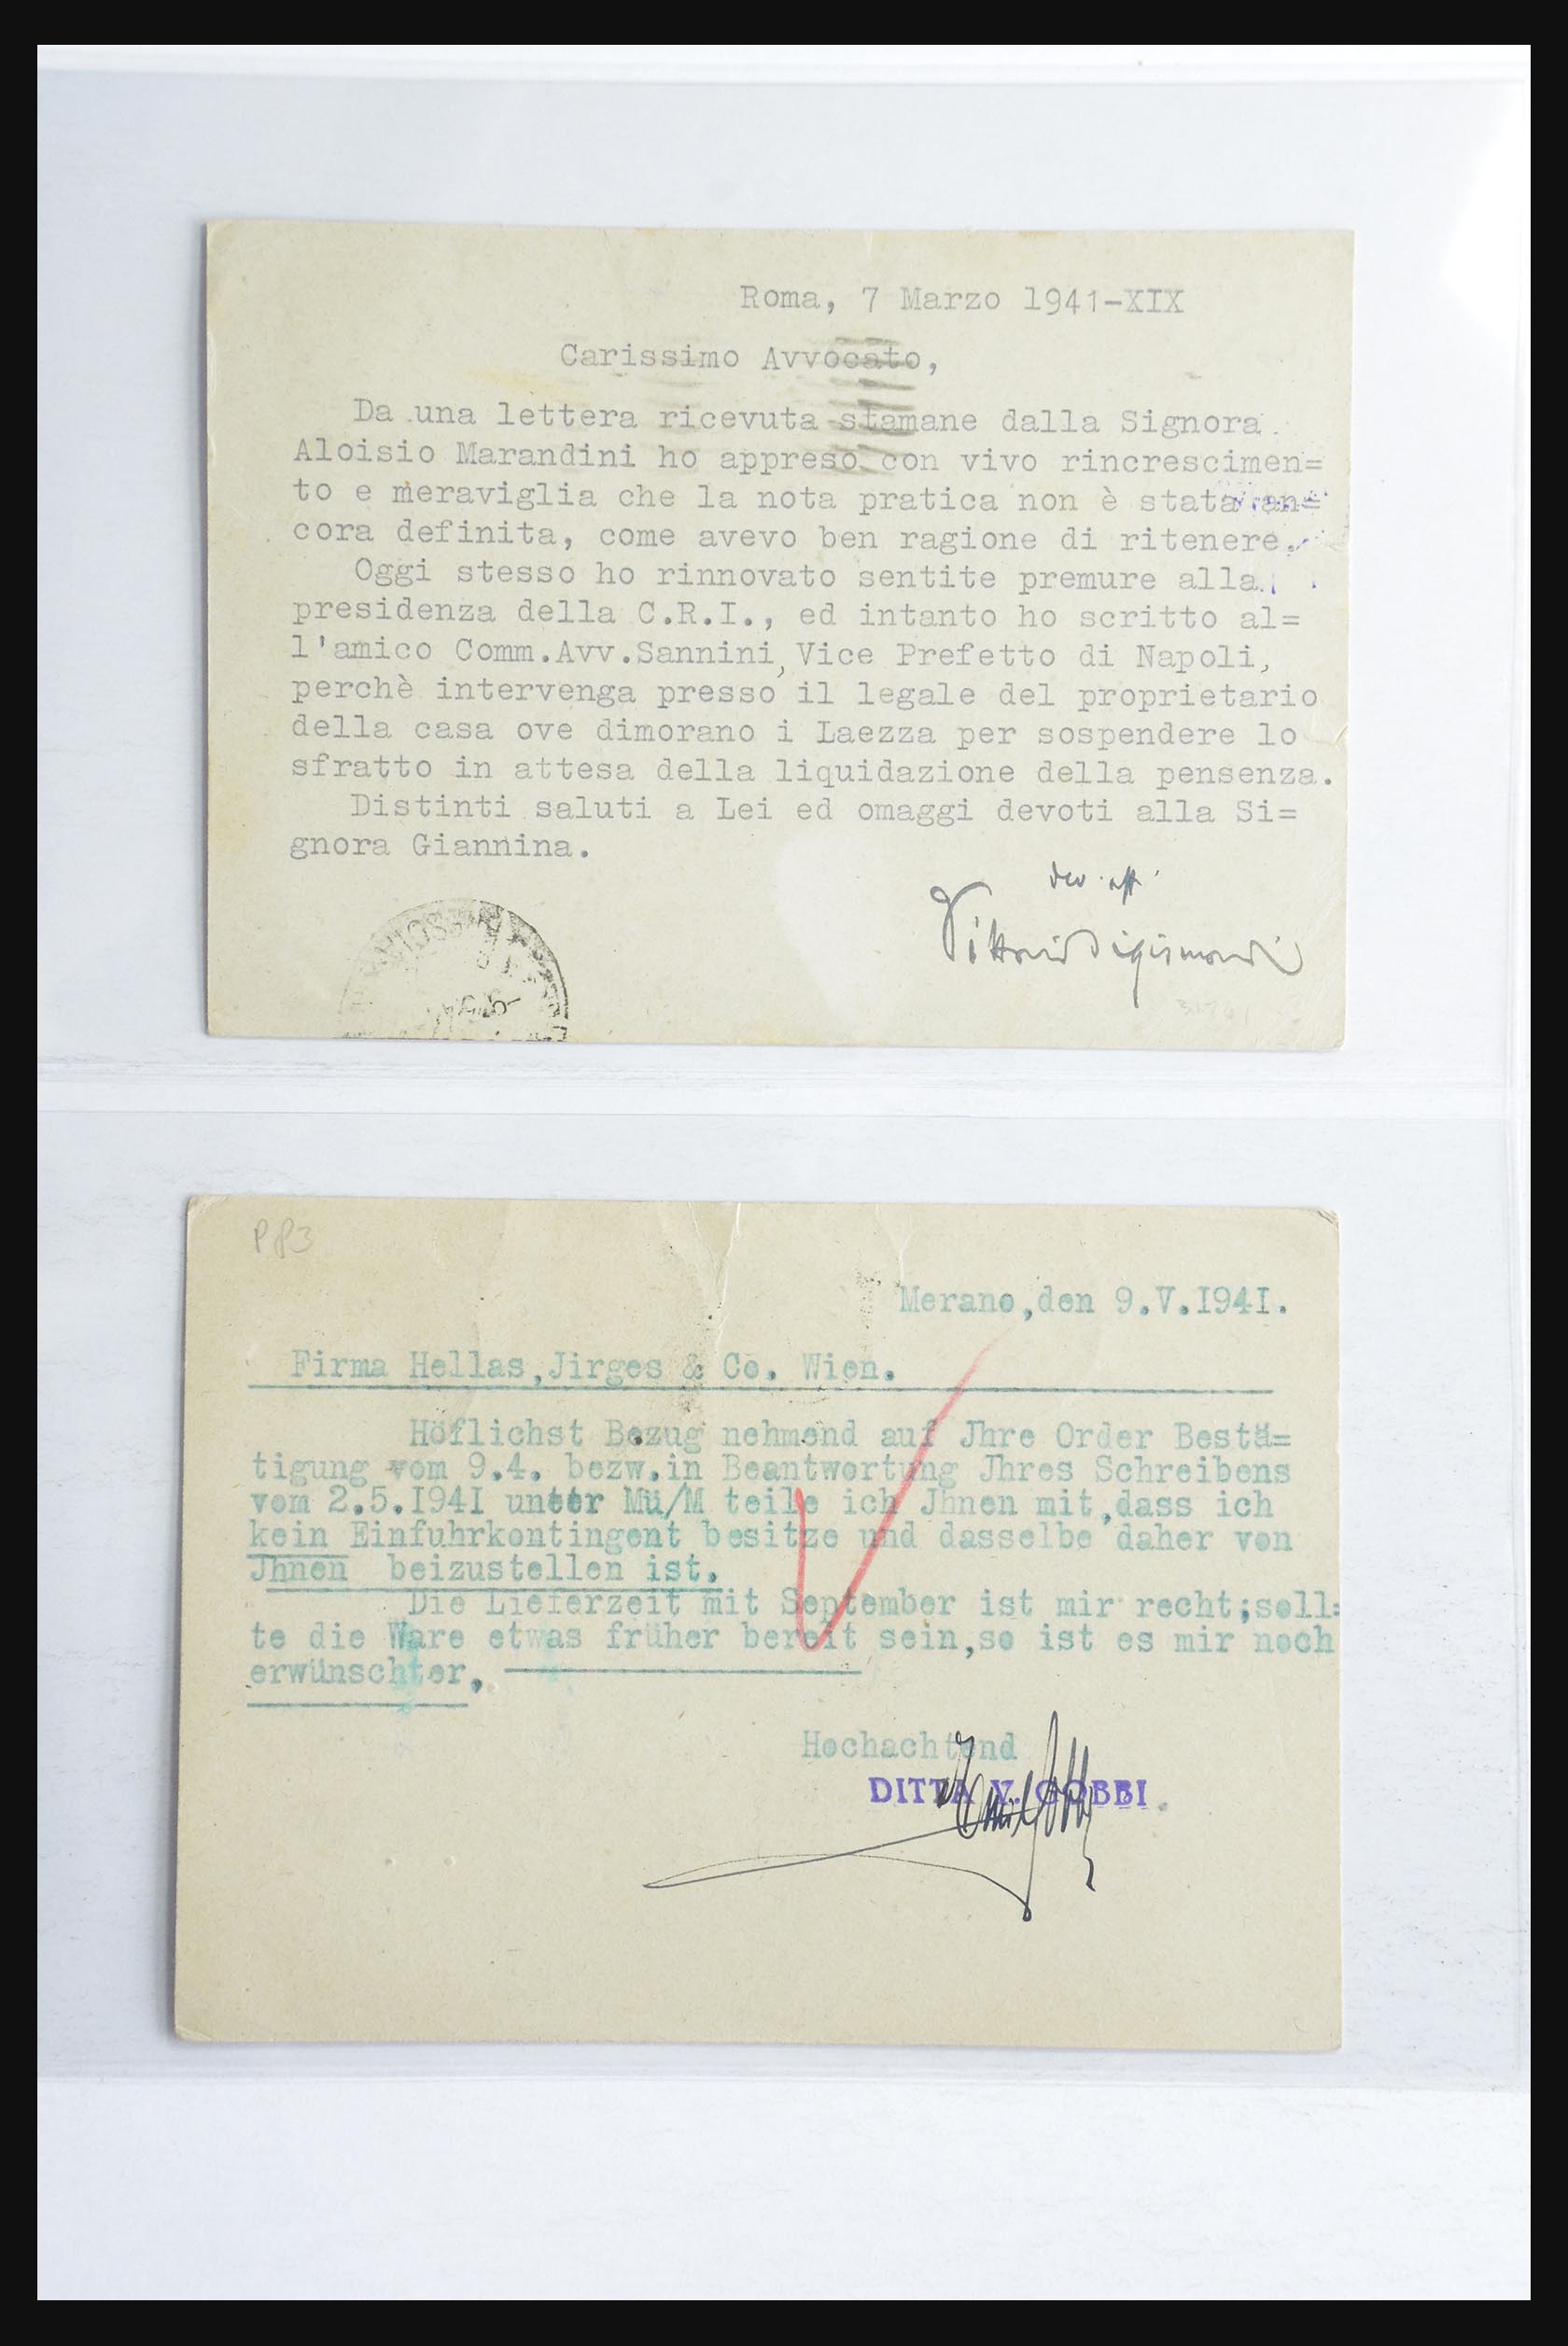 Roma, 7 Marzo 1941-XIX
Carissimo Avvocato,
Da una lettera ricevuta stamane dalla Signora
Aloisio Marandini ho appreso con vivo rincrescimen=
to e meraviglia che la nota pratica non è stata an=
cora definita, come avevo ben ragione di ritenere.
Oggi stesso ho rinnovato sentite premure alla
presidenza della C.R.I., ed intanto ho scritto al=
l'amico Comm.Avv.Sannini, Vice Prefetto di Napoli,
perchè intervenga presso il legale del proprietario
della casa ove dimorano i Laezza per sospendere lo
sfratto in attesa della liquidazione della pensenza.
Distinti saluti a Lei ed omaggi devoti alla Si=
gnora Giannina.
dev. aff.
P 83
Merano,den 9.V.I94I.
Firma Hellas,Jirges & Co. Wien.
Höflichst Bezug nehmend auf Jhre Order Bestä=
tigung vom 9.4. bezw.in Beantwortung Jhres Schreibens
vom 2.5.I94I unter Mü/M teile ich Jhnen mit,dass ich
kein Einfuhrkontingent besitze und dasselbe daher von
Jhnen beizustellen ist.
Die Lieferzeit mit September ist mir recht;soll=
te die Ware etwas früher bereit sein,so ist es mir noch
erwünschter.
Hochachtend
DITTA V. GOBBI